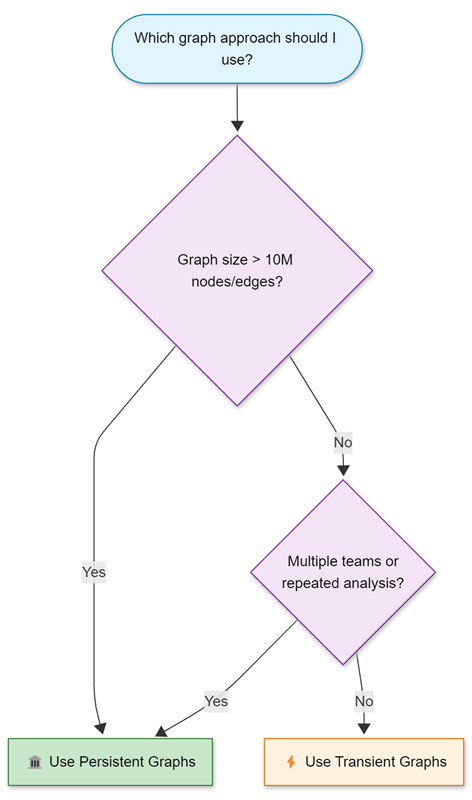 Which graph approach should I
use?
Graph size > 10M
nodes/edges?
No
Multiple teams or
repeated analysis?
Yes
Yes
No
🏛️ Use Persistent Graphs
⚡ Use Transient Graphs